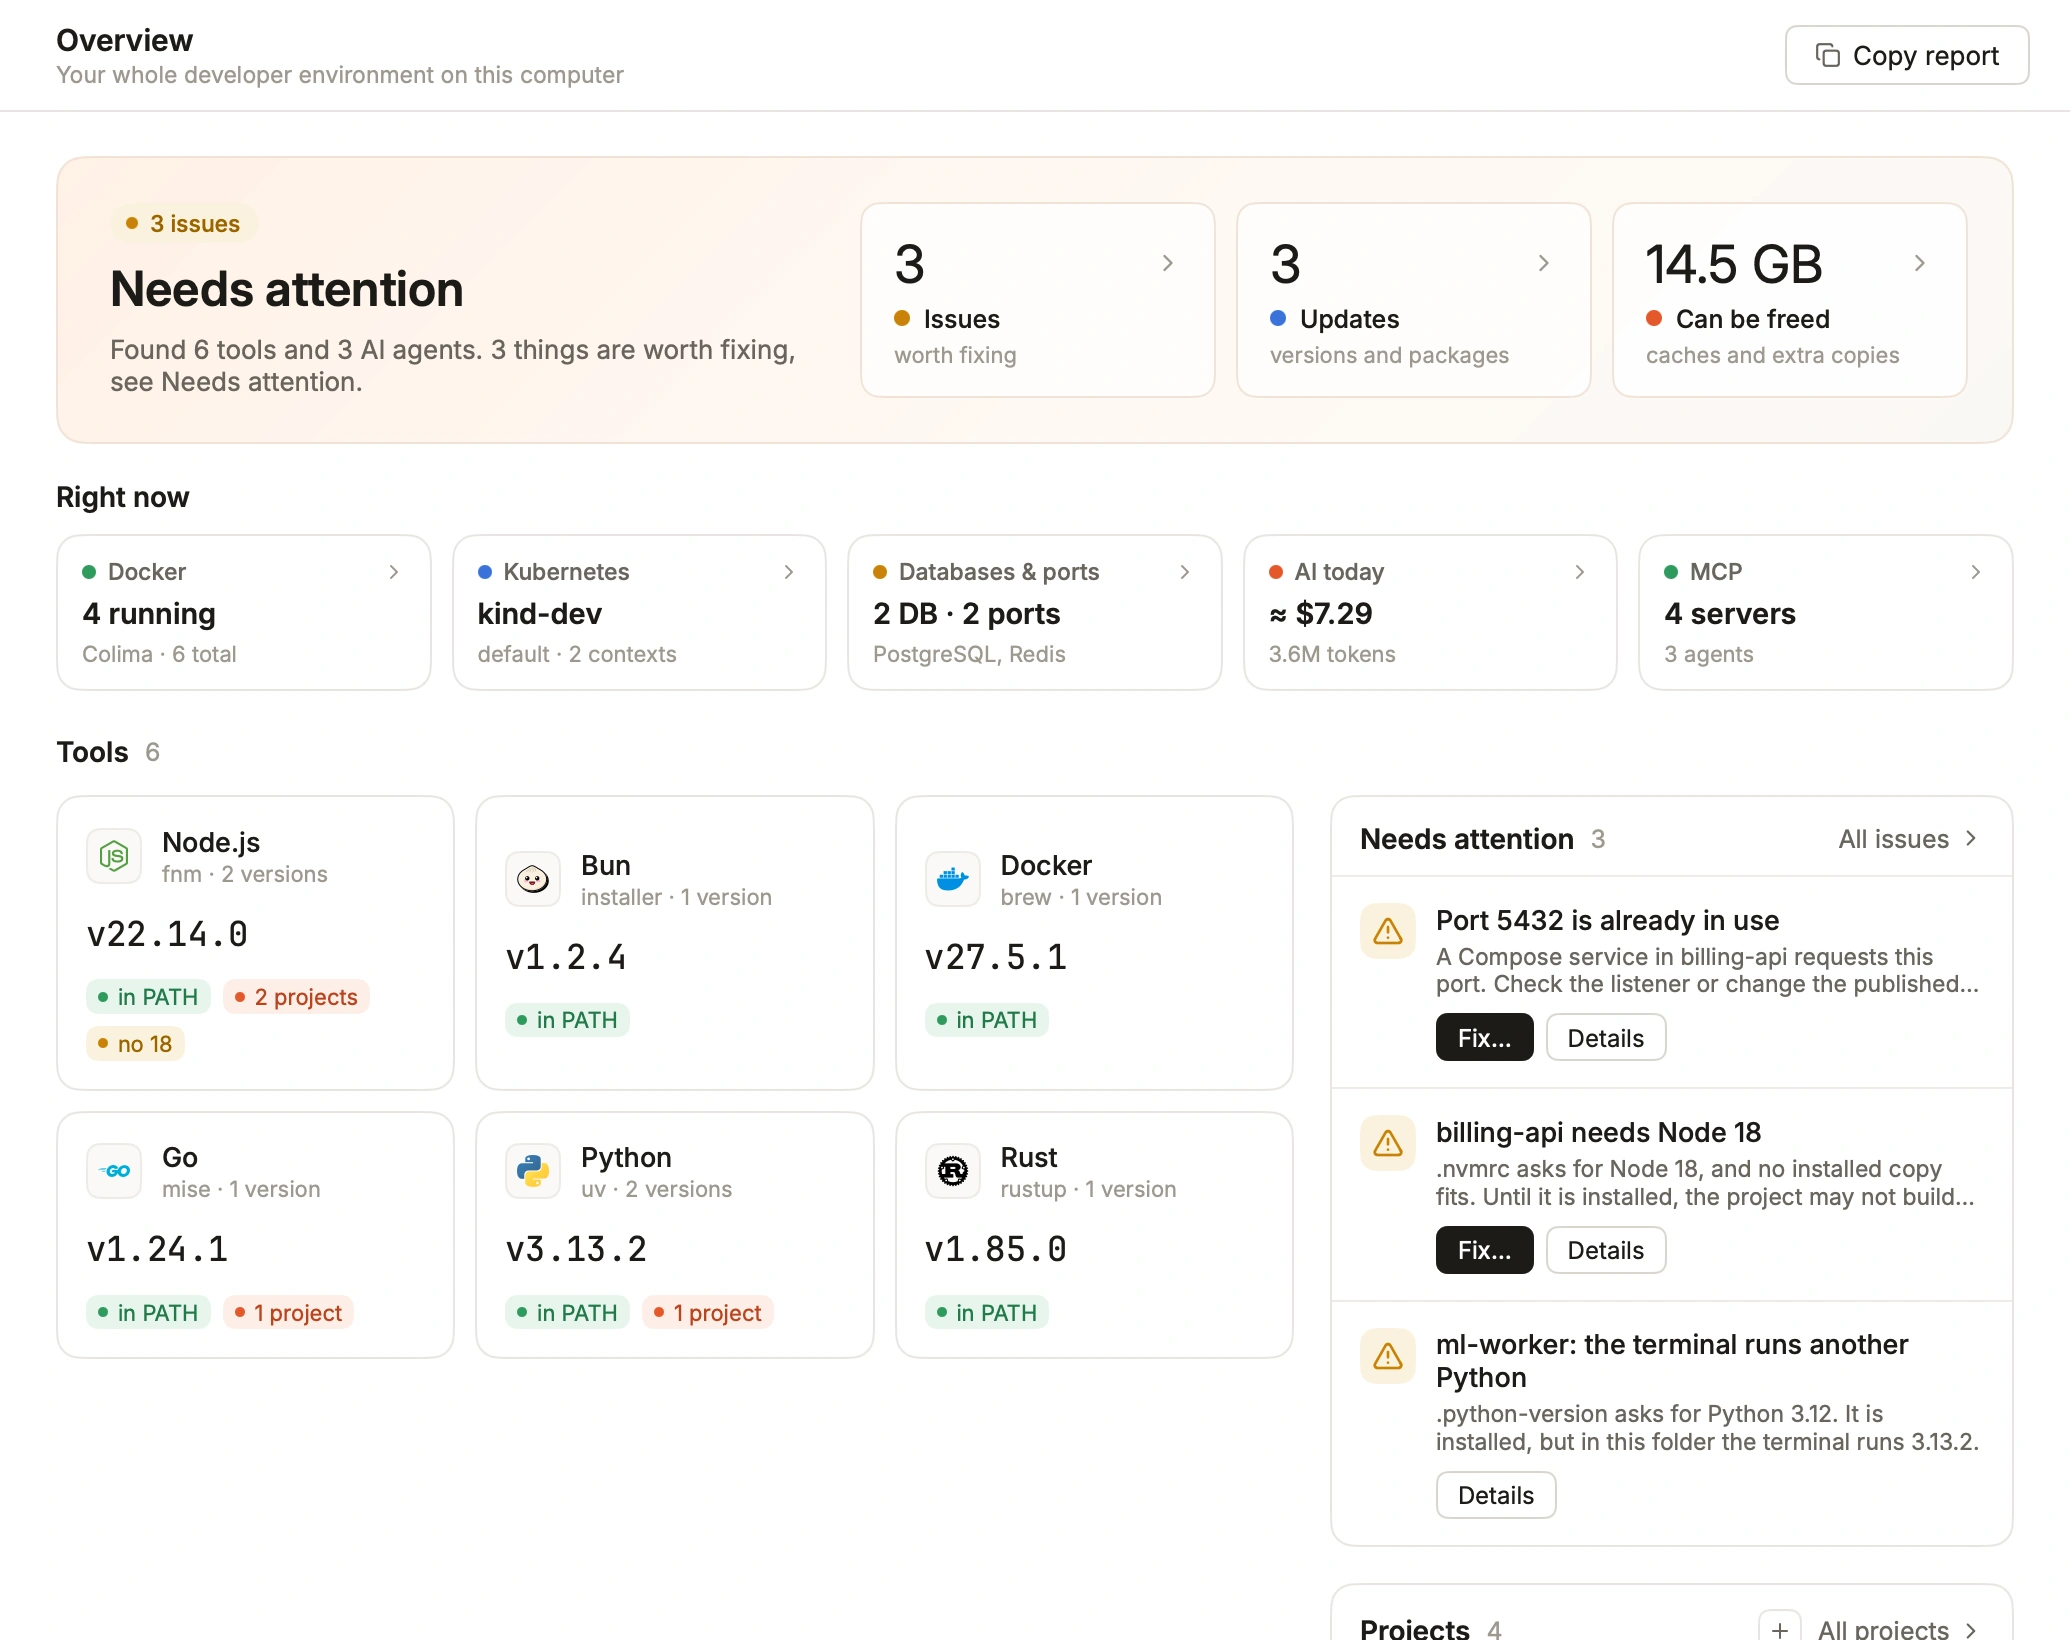 Overview
Your whole developer environment on this computer
Copy report
3 issues
Needs attention
Found 6 tools and 3 AI agents. 3 things are worth fixing,
see Needs attention.
3
Issues
worth fixing
3
Updates
versions and packages
14.5 GB
Can be freed
caches and extra copies
Right now
Docker
4 running
Colima · 6 total
Kubernetes
kind-dev
default · 2 contexts
Databases & ports
2 DB · 2 ports
PostgreSQL, Redis
AI today
≈ $7.29
3.6M tokens
MCP
4 servers
3 agents
Tools 6
JS
Node.js
fnm · 2 versions
v22.14.0
in PATH
2 projects
no 18
Bun
installer · 1 version
v1.2.4
in PATH
Docker
brew · 1 version
v27.5.1
in PATH
GO
Go
mise · 1 version
v1.24.1
in PATH
1 project
Python
uv · 2 versions
v3.13.2
in PATH
1 project
R
Rust
rustup · 1 version
v1.85.0
in PATH
Needs attention 3
All issues
Port 5432 is already in use
A Compose service in billing-api requests this
port. Check the listener or change the published...
Fix...
Details
billing-api needs Node 18
.nvmrc asks for Node 18, and no installed copy
fits. Until it is installed, the project may not build...
Fix...
Details
ml-worker: the terminal runs another
Python
.python-version asks for Python 3.12. It is
installed, but in this folder the terminal runs 3.13.2.
Details
Projects 4
+
All projects